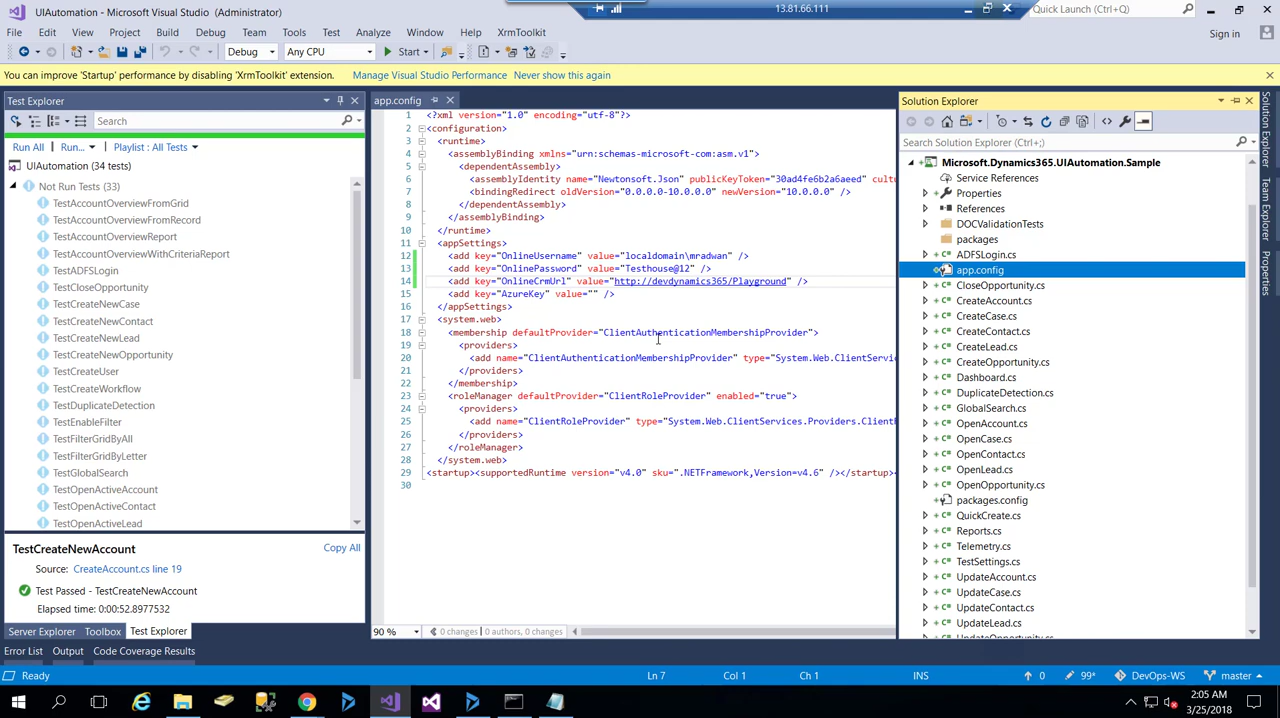 UIAutomation - Microsoft Visual Studio (Administrator)
13.81.66.111
Quick Launch (Ctrl+Q)
File Edit View Project Build Debug Team Tools Test Analyze Window Help XrmToolkit
Sign in
Debug Any CPU Start
You can improve 'Startup' performance by disabling 'XrmToolkit' extension. Manage Visual Studio Performance Never show this again
Test Explorer
Search
Run All Run... Playlist : All Tests
UIAutomation (34 tests)
Not Run Tests (33)
TestAccountOverviewFromGrid
TestAccountOverviewFromRecord
TestAccountOverviewReport
TestAccountOverviewWithCriteriaReport
TestADFSLogin
TestCloseOpportunity
TestCreateNewCase
TestCreateNewContact
TestCreateNewLead
TestCreateNewOpportunity
TestCreateUser
TestCreateWorkflow
TestDuplicateDetection
TestEnableFilter
TestFilterGridByAll
TestFilterGridByLetter
TestGlobalSearch
TestOpenActiveAccount
TestOpenActiveContact
TestOpenActiveLead
TestCreateNewAccount
Copy All
Source: CreateAccount.cs line 19
Test Passed - TestCreateNewAccount
Elapsed time: 0:00:52.8977532
Server Explorer Toolbox Test Explorer
app.config
1 <?xml version="1.0" encoding="utf-8"?>
2 <configuration>
3 <runtime>
4 <assemblyBinding xmlns="urn:schemas-microsoft-com:asm.v1">
5 <dependentAssembly>
6 <assemblyIdentity name="Newtonsoft.Json" publicKeyToken="30ad4fe6b2a6aeed" cultu
7 <bindingRedirect oldVersion="0.0.0.0-10.0.0.0" newVersion="10.0.0.0" />
8 </dependentAssembly>
9 </assemblyBinding>
10 </runtime>
11 <appSettings>
12 <add key="OnlineUsername" value="localdomain\mradwan" />
13 <add key="OnlinePassword" value="Testhouse@12" />
14 <add key="OnlineCrmUrl" value="http://devdynamics365/Playground" />
15 <add key="AzureKey" value="" />
16 </appSettings>
17 <system.web>
18 <membership defaultProvider="ClientAuthenticationMembershipProvider">
19 <providers>
20 <add name="ClientAuthenticationMembershipProvider" type="System.Web.ClientServic
21 </providers>
22 </membership>
23 <roleManager defaultProvider="ClientRoleProvider" enabled="true">
24 <providers>
25 <add name="ClientRoleProvider" type="System.Web.ClientServices.Providers.ClientF
26 </providers>
27 </roleManager>
28 </system.web>
29 <startup><supportedRuntime version="v4.0" sku=".NETFramework,Version=v4.6" /></startup>
30
90 % 0 changes | 0 authors, 0 changes
Solution Explorer
Search Solution Explorer (Ctrl+;)
Microsoft.Dynamics365.UIAutomation.Sample
Service References
Properties
References
DOCValidationTests
packages
ADFSLogin.cs
app.config
CloseOpportunity.cs
CreateAccount.cs
CreateCase.cs
CreateContact.cs
CreateLead.cs
CreateOpportunity.cs
Dashboard.cs
DuplicateDetection.cs
GlobalSearch.cs
OpenAccount.cs
OpenCase.cs
OpenContact.cs
OpenLead.cs
OpenOpportunity.cs
packages.config
QuickCreate.cs
Reports.cs
Telemetry.cs
TestSettings.cs
UpdateAccount.cs
UpdateCase.cs
UpdateContact.cs
UpdateLead.cs
UpdateOpportunity.cs
Solution Explorer
Team Explorer
Properties
Error List Output Code Coverage Results
Ready Ln 7 Col 1 Ch 1 INS 0 99+ DevOps-WS master
2:05 AM
3/25/2018